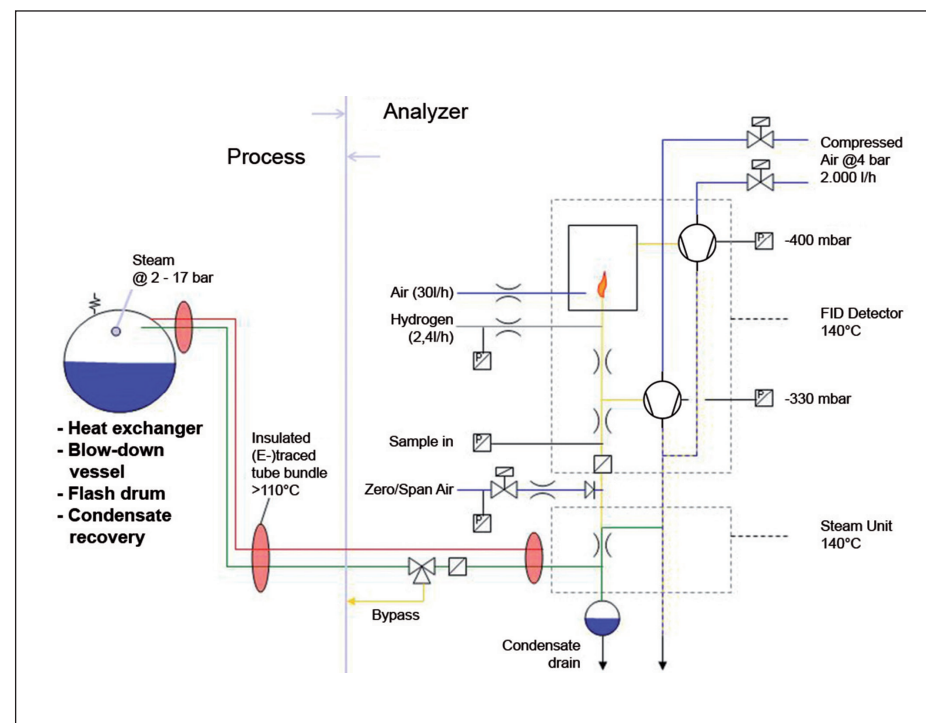 Analyzer
Process
Compressed
Air @4 bar
2.000 l/h
Steam
@ 2 - 17 bar
P
-400 mbar
Air (30l/h)
Hydrogen
(2,4l/h)
P
FID Detector
140°C
P
-330 mbar
- Heat exchanger
- Blow-down
vessel
- Flash drum
- Condensate
recovery
Insulated
(E-)traced
tube bundle
>110°C
Sample in
P
Zero/Span Air
P
Steam Unit
140°C
Bypass
Condensate
drain